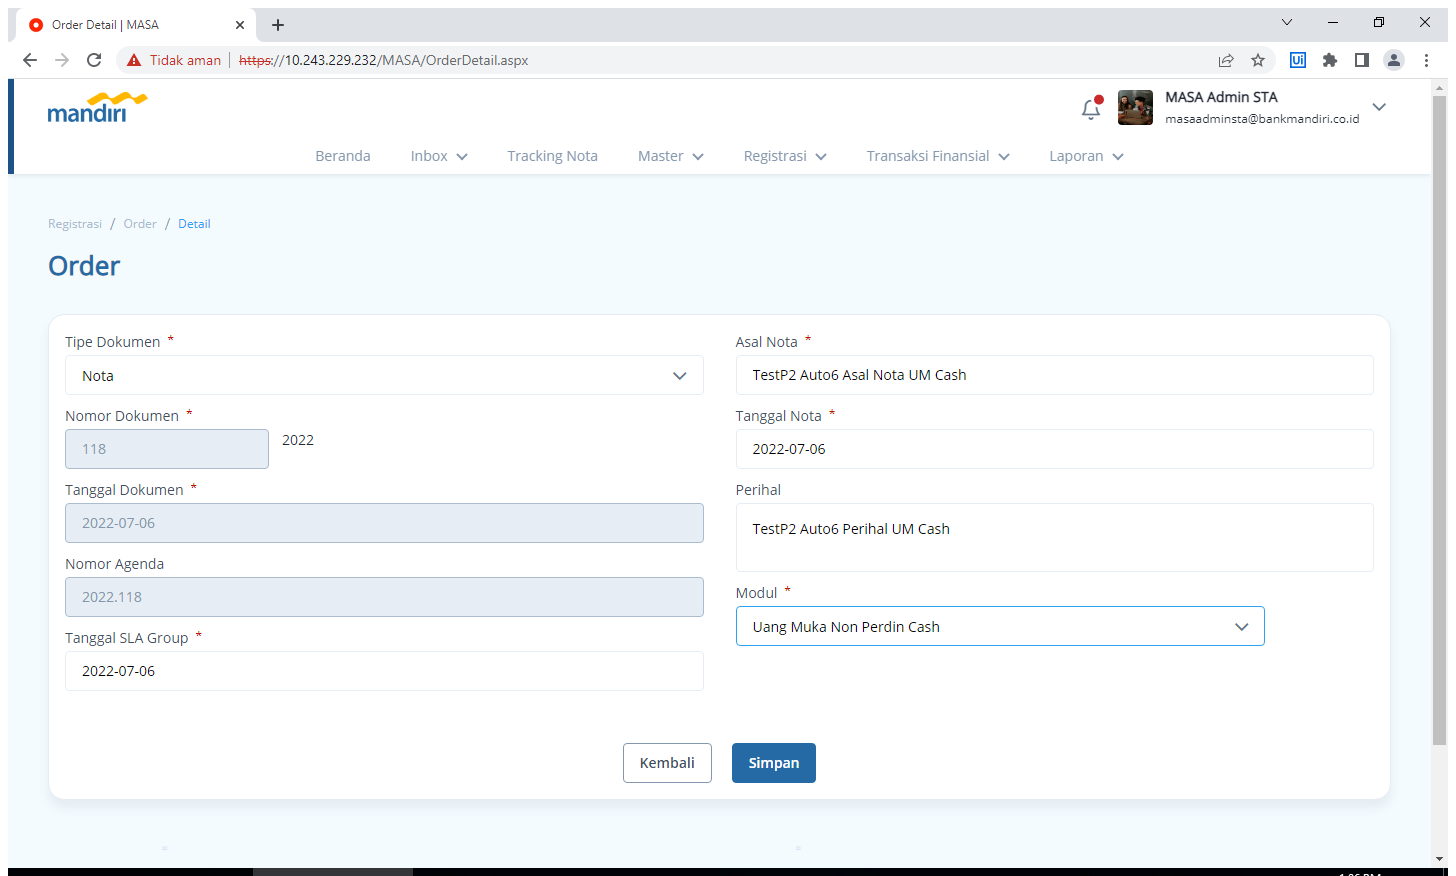 Order Detail | MASA
Tidak aman
https://10.243.229.232/MASA/OrderDetail.aspx
Ui
mandiri
MASA Admin STA
masaadminsta@bankmandiri.co.id
Beranda
Inbox
Tracking Nota
Master
Registrasi
Transaksi Finansial
Laporan
Registrasi / Order / Detail
Order
Tipe Dokumen *
Nota
Nomor Dokumen *
118
2022
Tanggal Dokumen *
2022-07-06
Nomor Agenda
2022.118
Tanggal SLA Group *
2022-07-06
Asal Nota *
TestP2 Auto6 Asal Nota UM Cash
Tanggal Nota *
2022-07-06
Perihal
TestP2 Auto6 Perihal UM Cash
Modul *
Uang Muka Non Perdin Cash
Kembali
Simpan